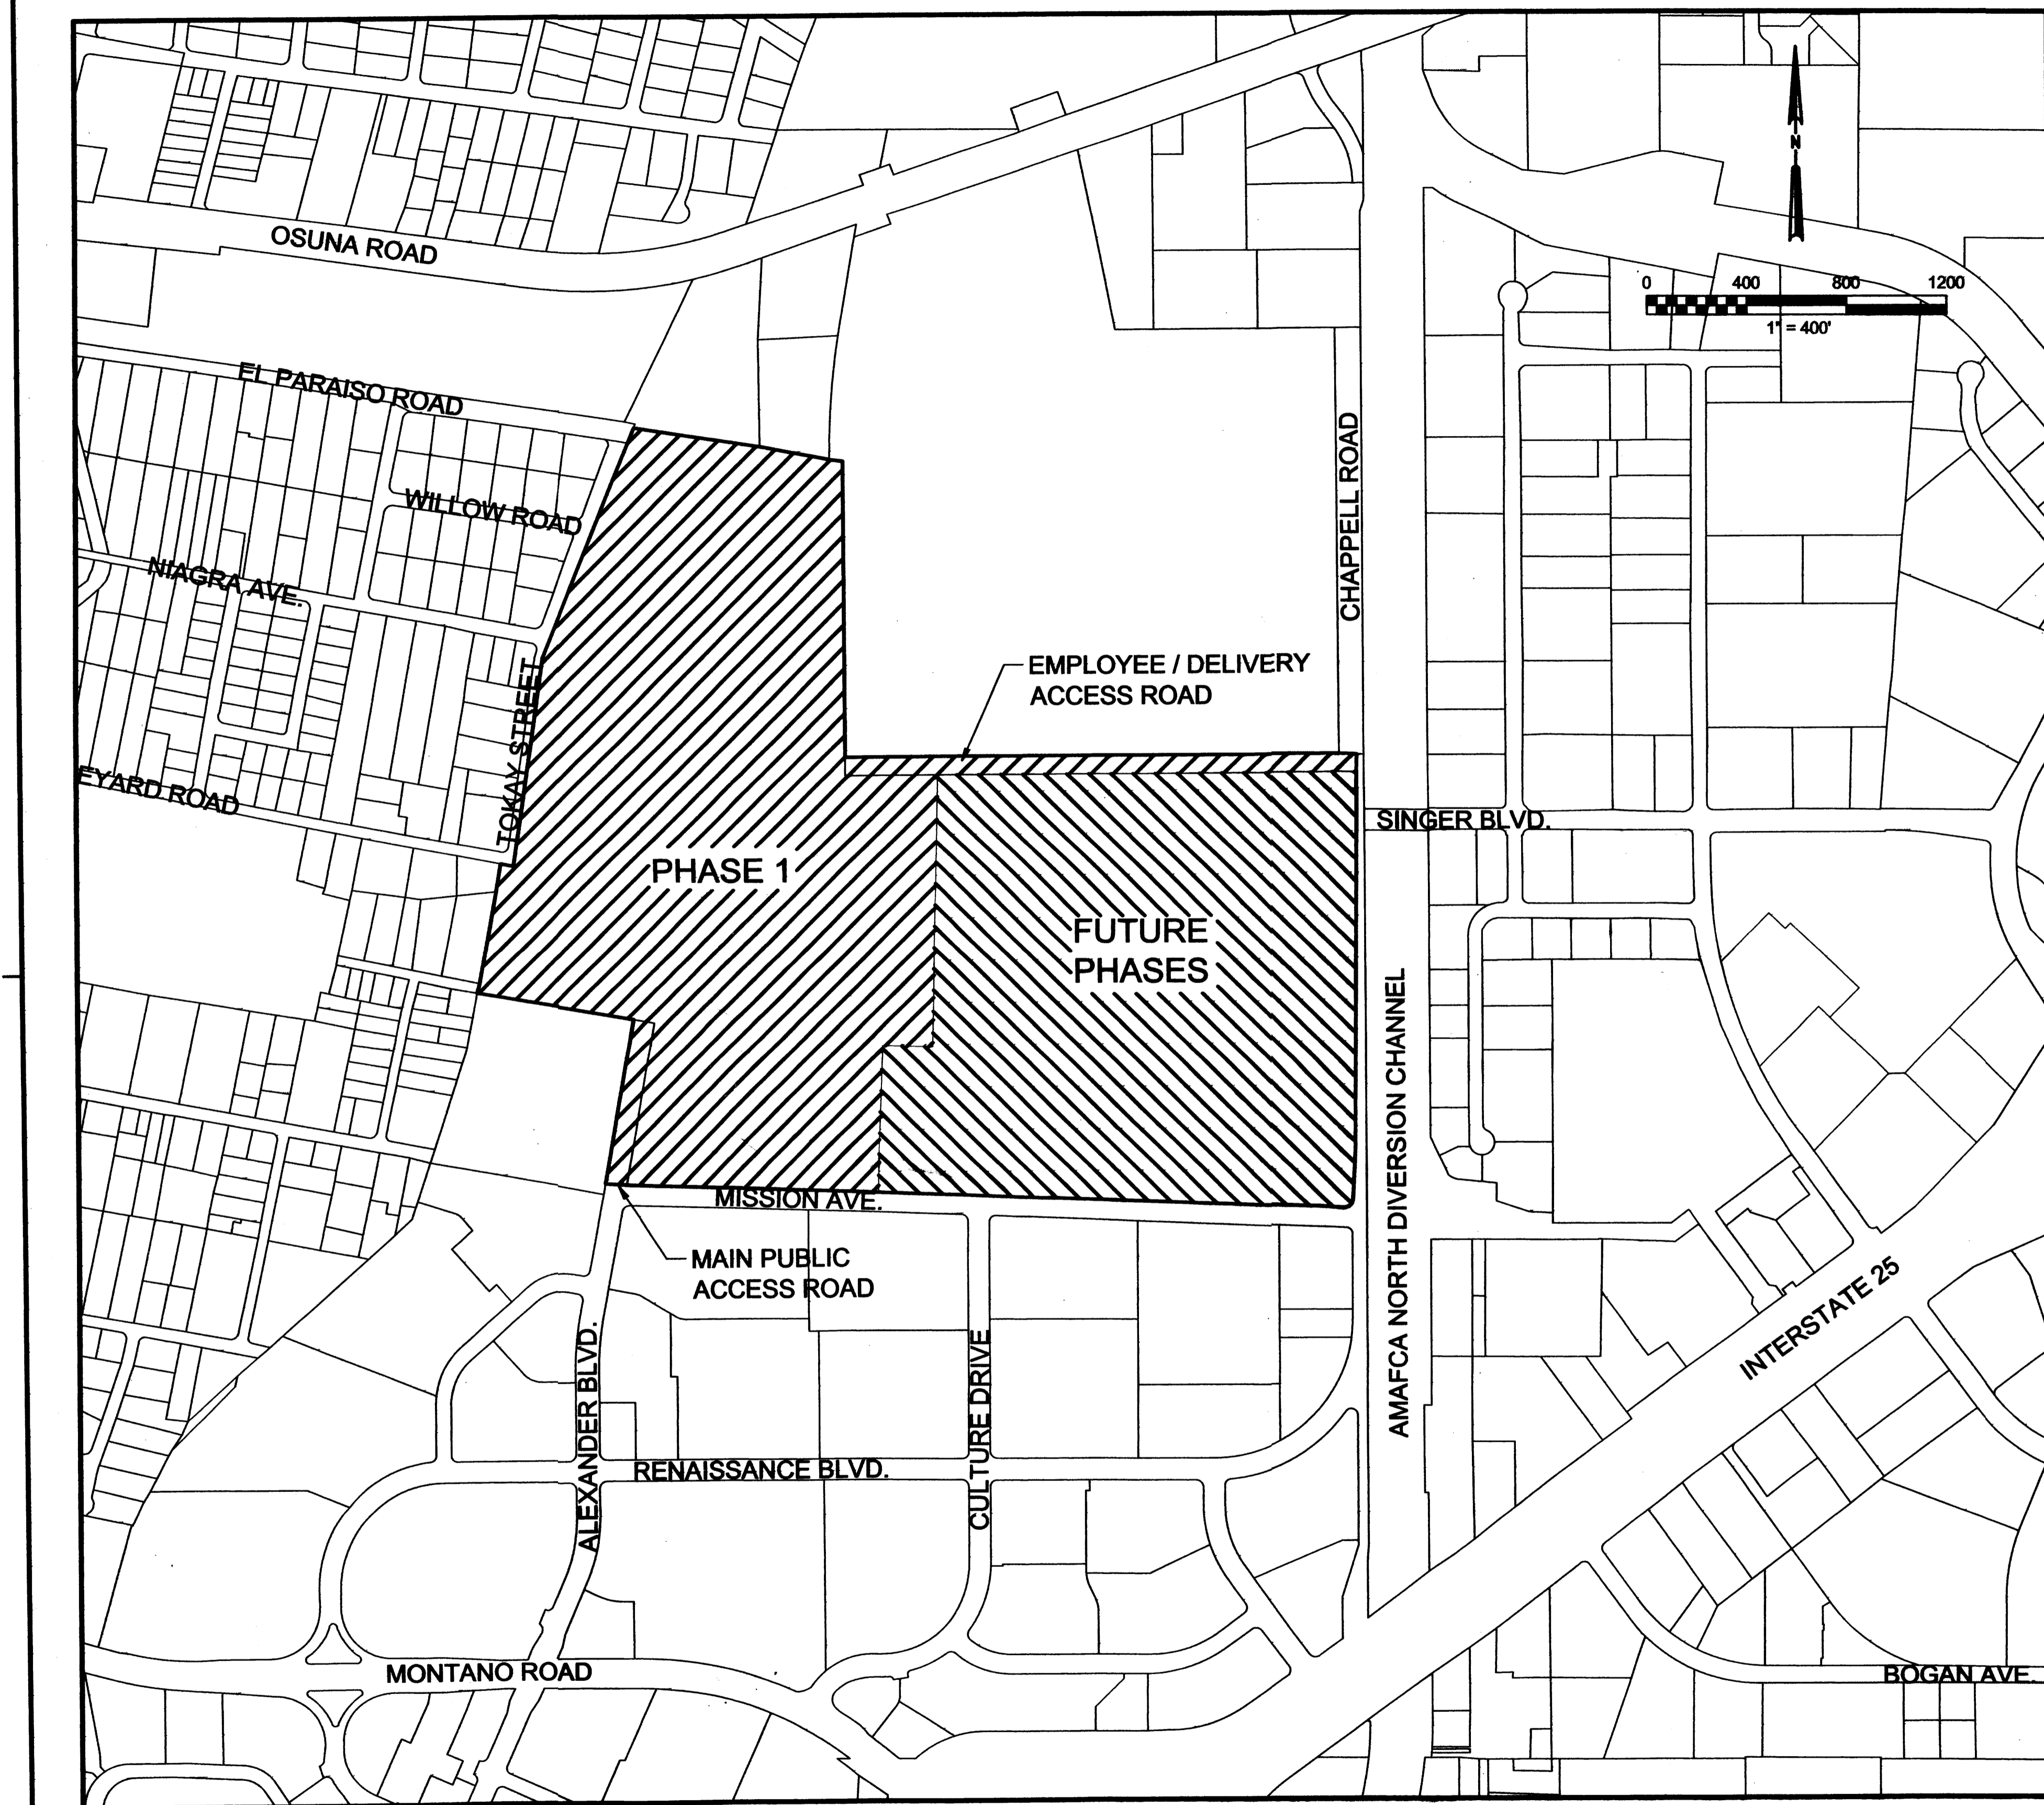 N
OSUNA ROAD
0 400 800 1200
1" = 400'
EL PARAISO ROAD
WILLOW ROAD
CHAPPELL ROAD
NIAGRA AVE.
EMPLOYEE / DELIVERY
ACCESS ROAD
TOKAY STREET
EYARD ROAD
SINGER BLVD.
PHASE 1
FUTURE
PHASES
AMAFCA NORTH DIVERSION CHANNEL
MISSION AVE.
MAIN PUBLIC
ACCESS ROAD
INTERSTATE 25
ALEXANDER BLVD.
CULTURE DRIVE
RENAISSANCE BLVD.
MONTANO ROAD
BOGAN AVE.